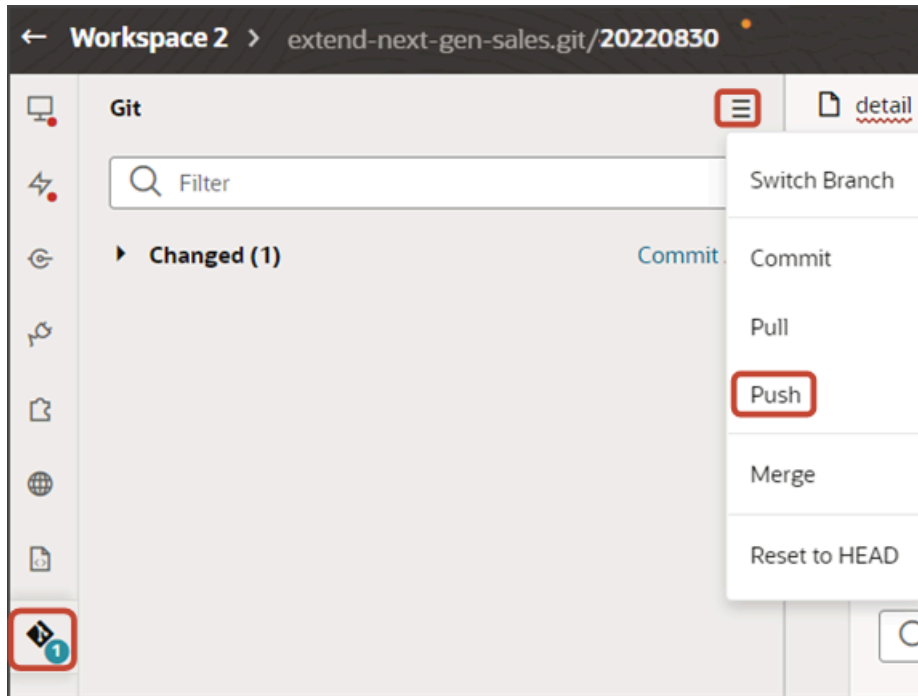 ← Workspace 2 > extend-next-gen-sales.git/20220830
Git
detail
Filter
Changed (1)
Commit
Switch Branch
Commit
Pull
Push
Merge
Reset to HEAD
1